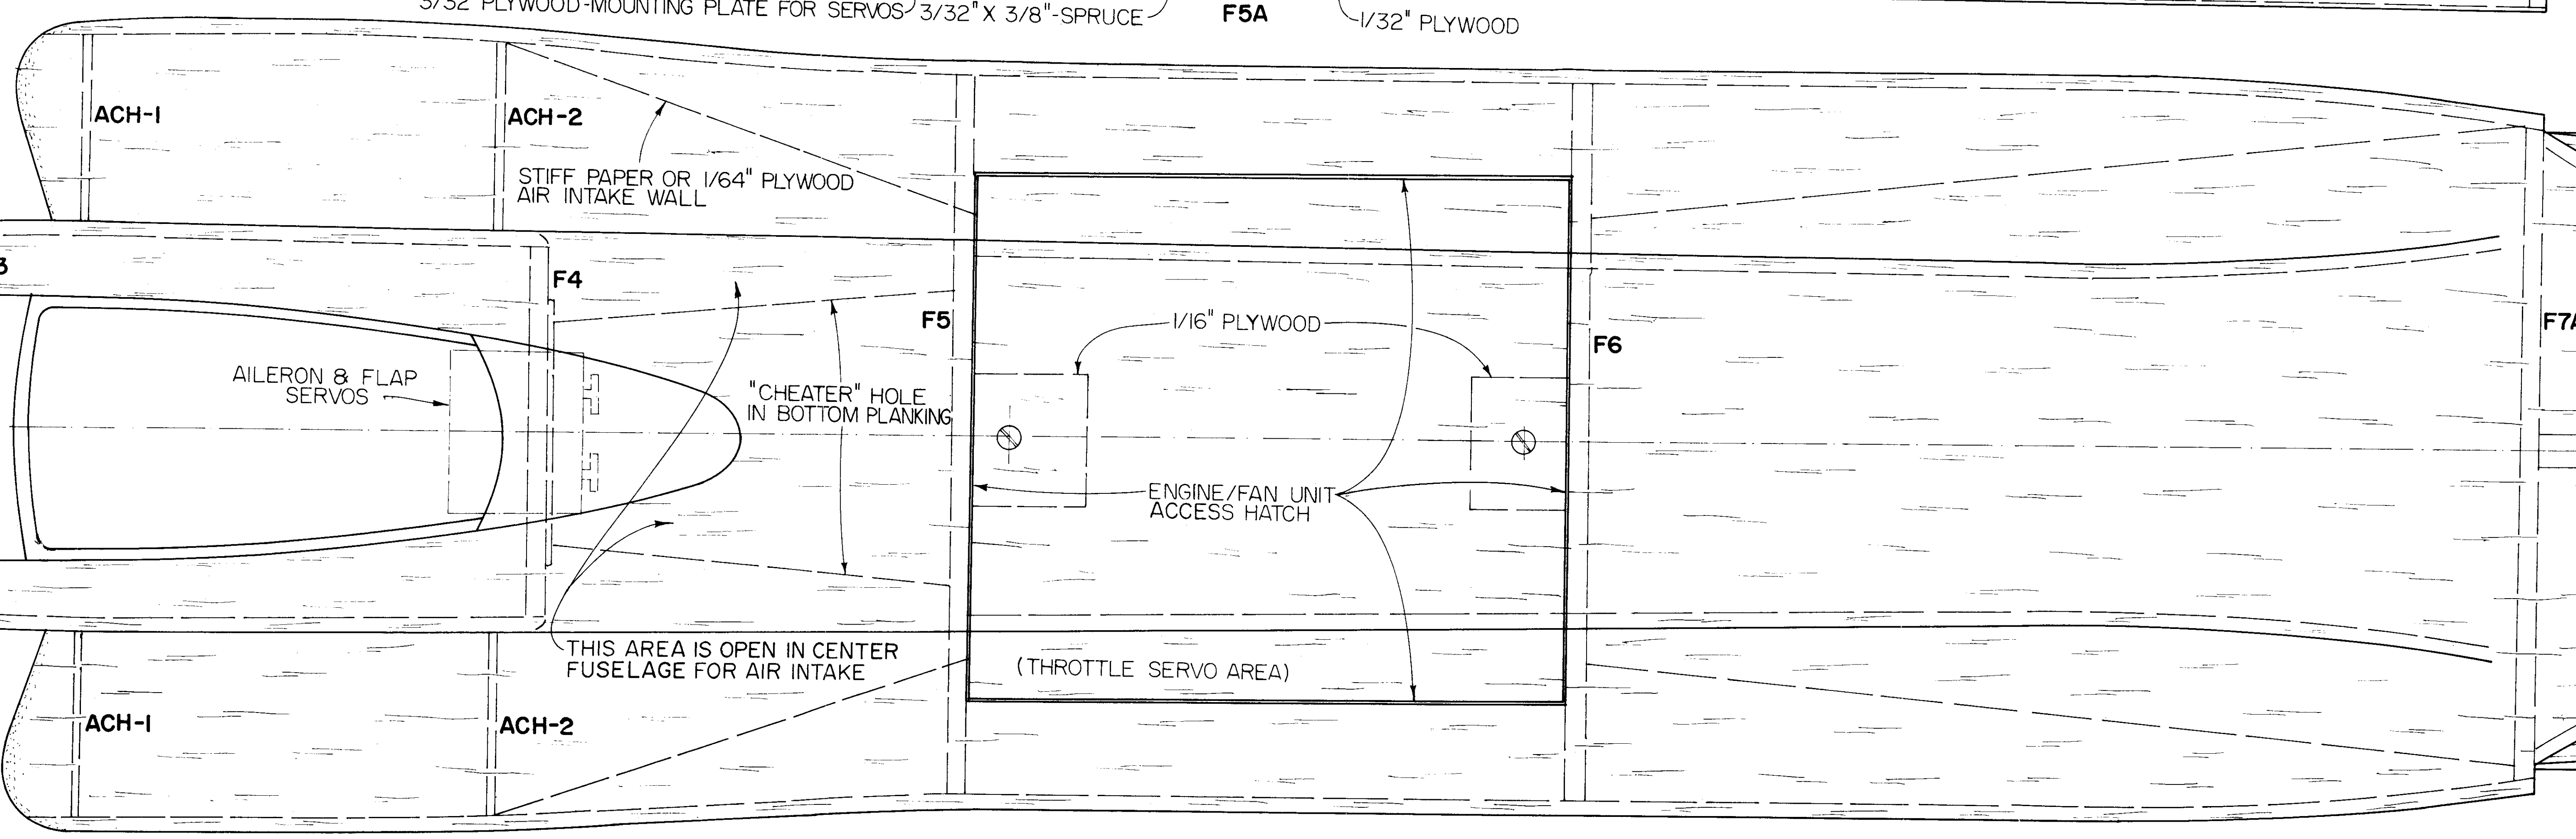 3/32" PLYWOOD-MOUNTING PLATE FOR SERVOS
3/32" X 3/8"-SPRUCE
F5A
1/32" PLYWOOD
ACH-1
ACH-2
STIFF PAPER OR 1/64" PLYWOOD
AIR INTAKE WALL
3
F4
F5
1/16" PLYWOOD
F6
F7A
AILERON & FLAP
SERVOS
"CHEATER" HOLE
IN BOTTOM PLANKING
ENGINE/FAN UNIT
ACCESS HATCH
THIS AREA IS OPEN IN CENTER
FUSELAGE FOR AIR INTAKE
(THROTTLE SERVO AREA)
ACH-1
ACH-2